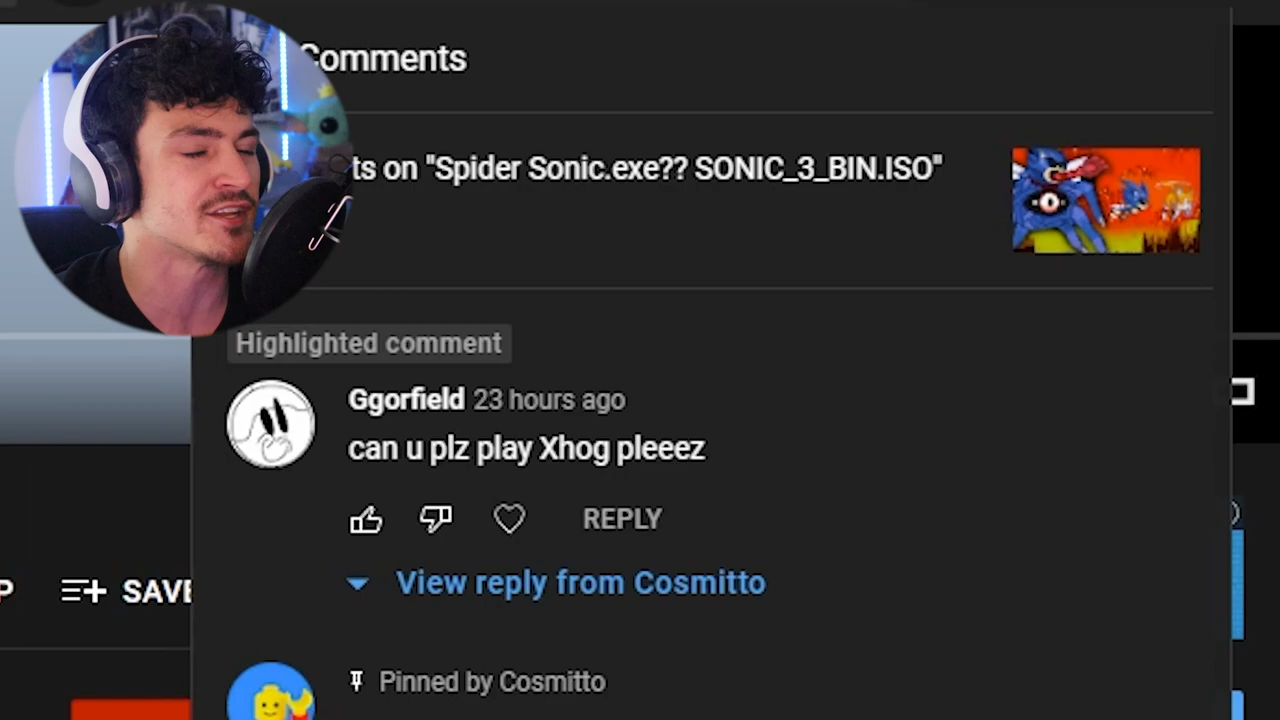 Comments
ts on "Spider Sonic.exe?? SONIC_3_BIN.ISO"
Highlighted comment
Ggorfield 23 hours ago
can u plz play Xhog pleeez
REPLY
View reply from Cosmitto
P SAVE
Pinned by Cosmitto